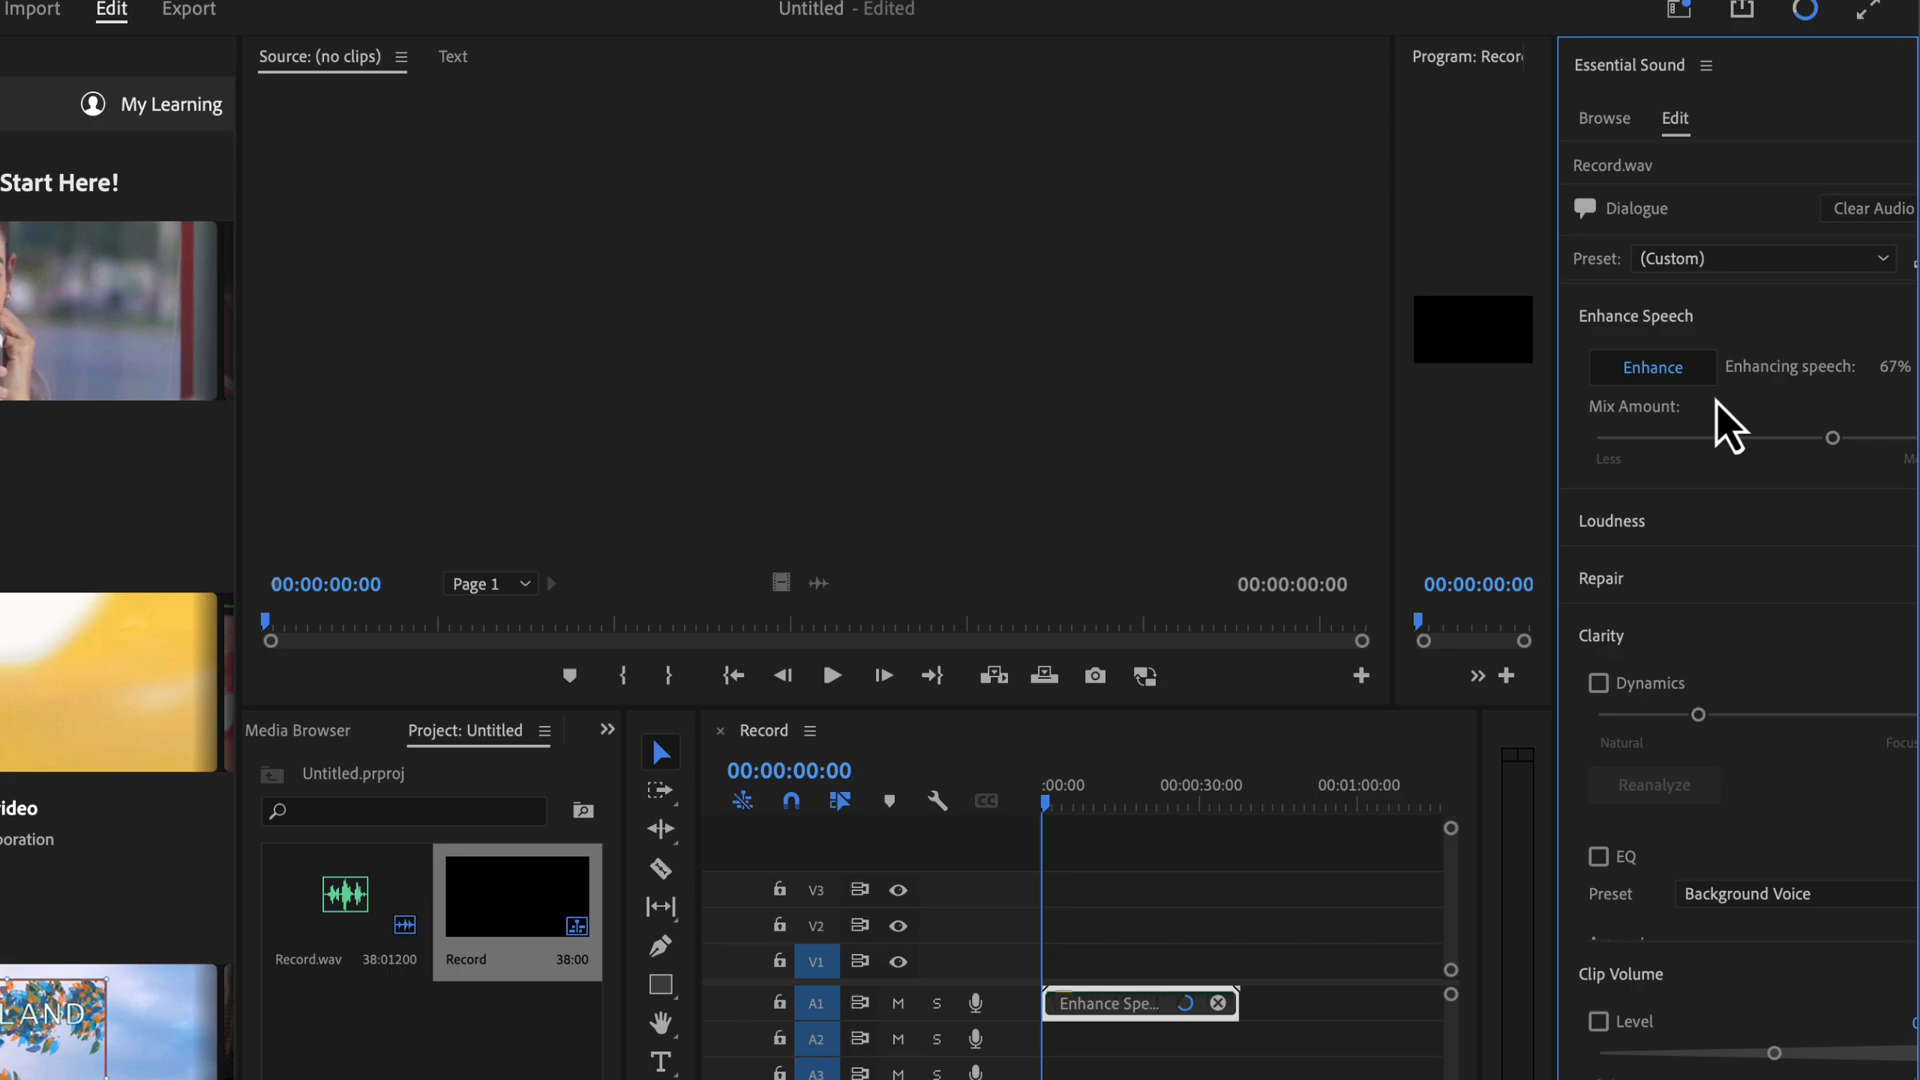 Import
Edit
Export
Untitled - Edited
My Learning
Start Here!
ideo
oration
LAND
Source: (no clips)
Text
00:00:00:00
Page 1
00:00:00:00
Program: Recor
00:00:00:00
Media Browser
Project: Untitled
Untitled.prproj
Record.wav 38:01200
Record 38:00
Record
00:00:00:00
:00:00 00:00:30:00 00:01:00:00
V3
V2
V1
A1 M S
Enhance Spe...
A2 M S
A3 M S
Essential Sound
Browse
Edit
Record.wav
Dialogue
Clear Audio
Preset: (Custom)
Enhance Speech
Enhance
Enhancing speech: 67%
Mix Amount:
Less
Loudness
Repair
Clarity
Dynamics
Natural Focus
Reanalyze
EQ
Preset Background Voice
Clip Volume
Level